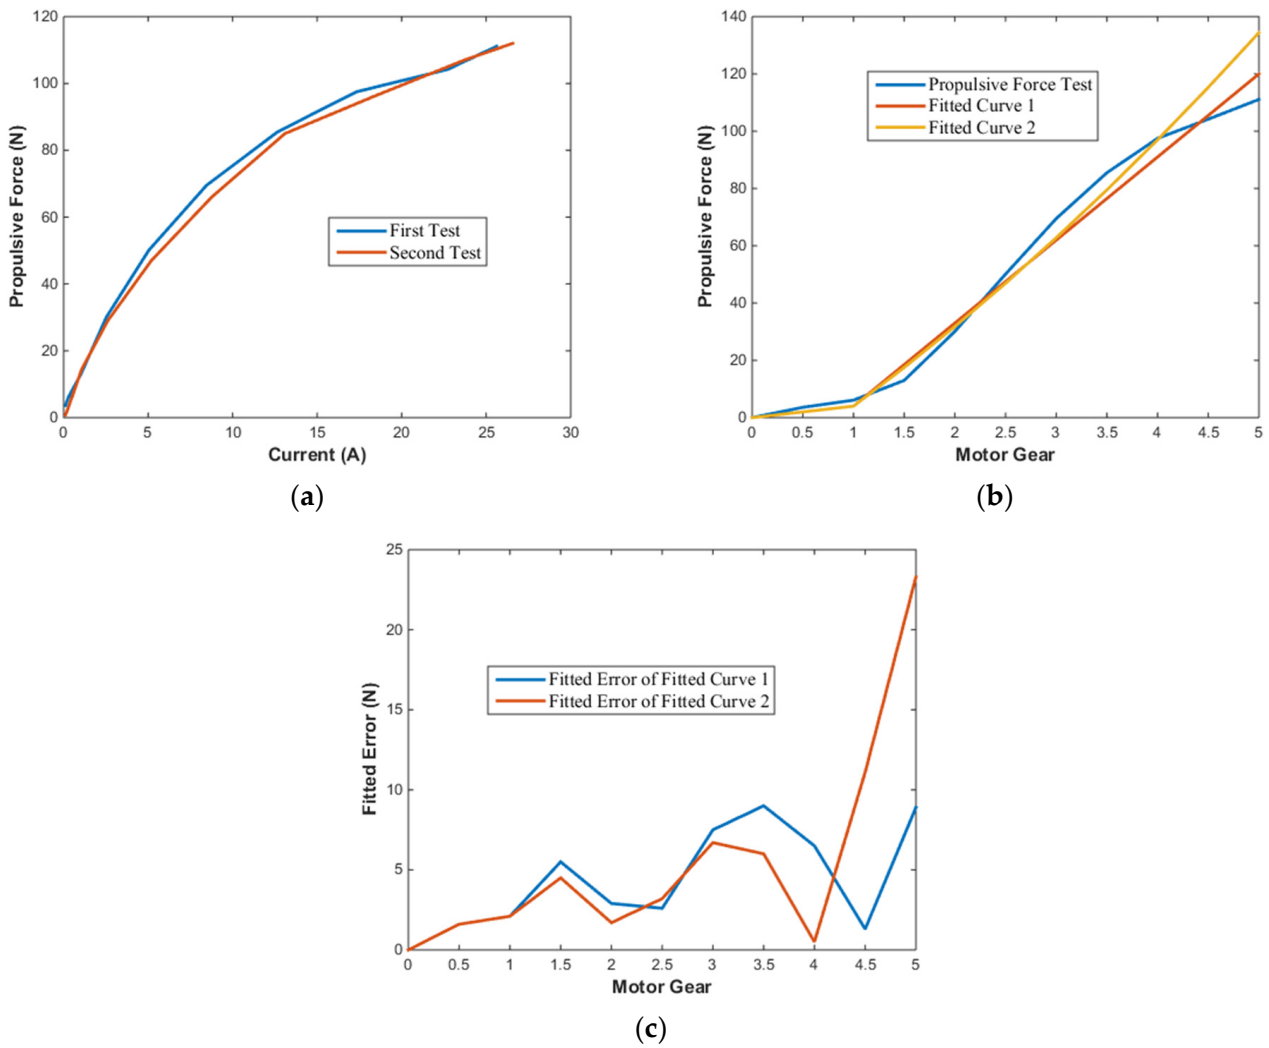 120
100
80
60
40
20
0
Propulsive Force (N)
First Test
Second Test
0 5 10 15 20 25 30
Current (A)
(a)
140
120
100
80
60
40
20
0
Propulsive Force (N)
Propulsive Force Test
Fitted Curve 1
Fitted Curve 2
0 0.5 1 1.5 2 2.5 3 3.5 4 4.5 5
Motor Gear
(b)
25
20
15
10
5
0
Fitted Error (N)
Fitted Error of Fitted Curve 1
Fitted Error of Fitted Curve 2
0 0.5 1 1.5 2 2.5 3 3.5 4 4.5 5
Motor Gear
(c)